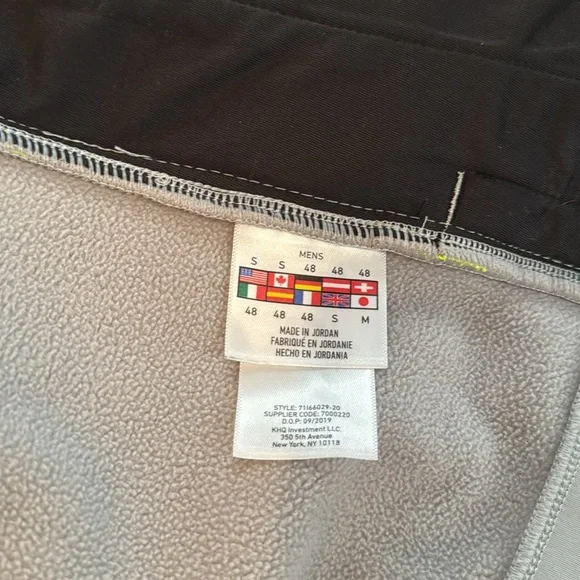 MENS
S S 48 48 48
48 48 48 S M
MADE IN JORDAN
FABRIQUÉ EN JORDANIE
HECHO EN JORDANIA
STYLE: 71I66029-20
SUPPLIER CODE: 7000220
D.O.P: 09/2019
KHQ Investment LLC.
350 5th Avenue
New York, NY 10118